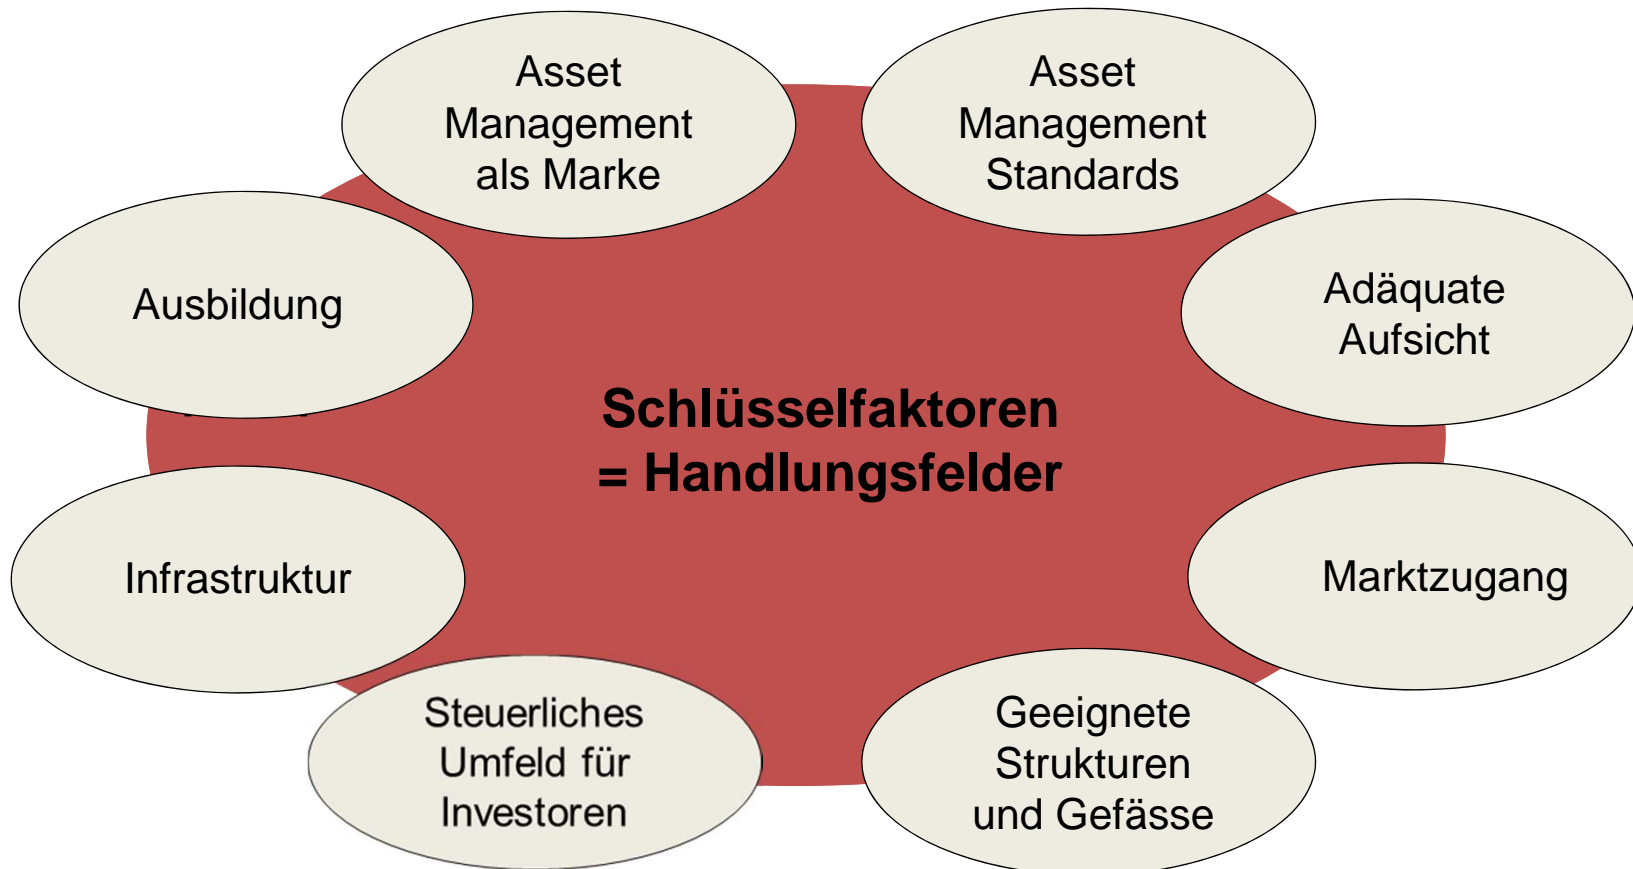 Asset
Management
als Marke
Asset
Management
Standards
Ausbildung
Adäquate
Aufsicht
Schlüsselfaktoren
= Handlungsfelder
Infrastruktur
Marktzugang
Steuerliches
Umfeld für
Investoren
Geeignete
Strukturen
und Gefässe